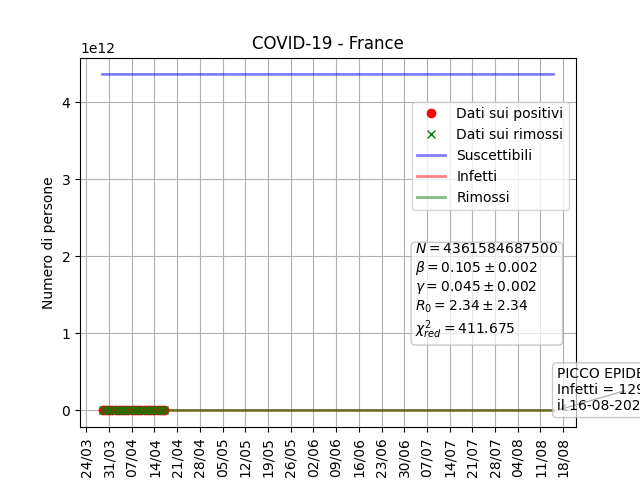 COVID-19 - France
1e12
Numero di persone
4
3
2
1
0
Dati sui positivi
Dati sui rimossi
Suscettibili
Infetti
Rimossi
N = 4361584687500
β = 0.105 ± 0.002
γ = 0.045 ± 0.002
R₀ = 2.34 ± 2.34
χ²red = 411.675
PICCO EPIDE
Infetti = 129
il 16-08-202
24/03
31/03
07/04
14/04
21/04
28/04
05/05
12/05
19/05
26/05
02/06
09/06
16/06
23/06
30/06
07/07
14/07
21/07
28/07
04/08
11/08
18/08